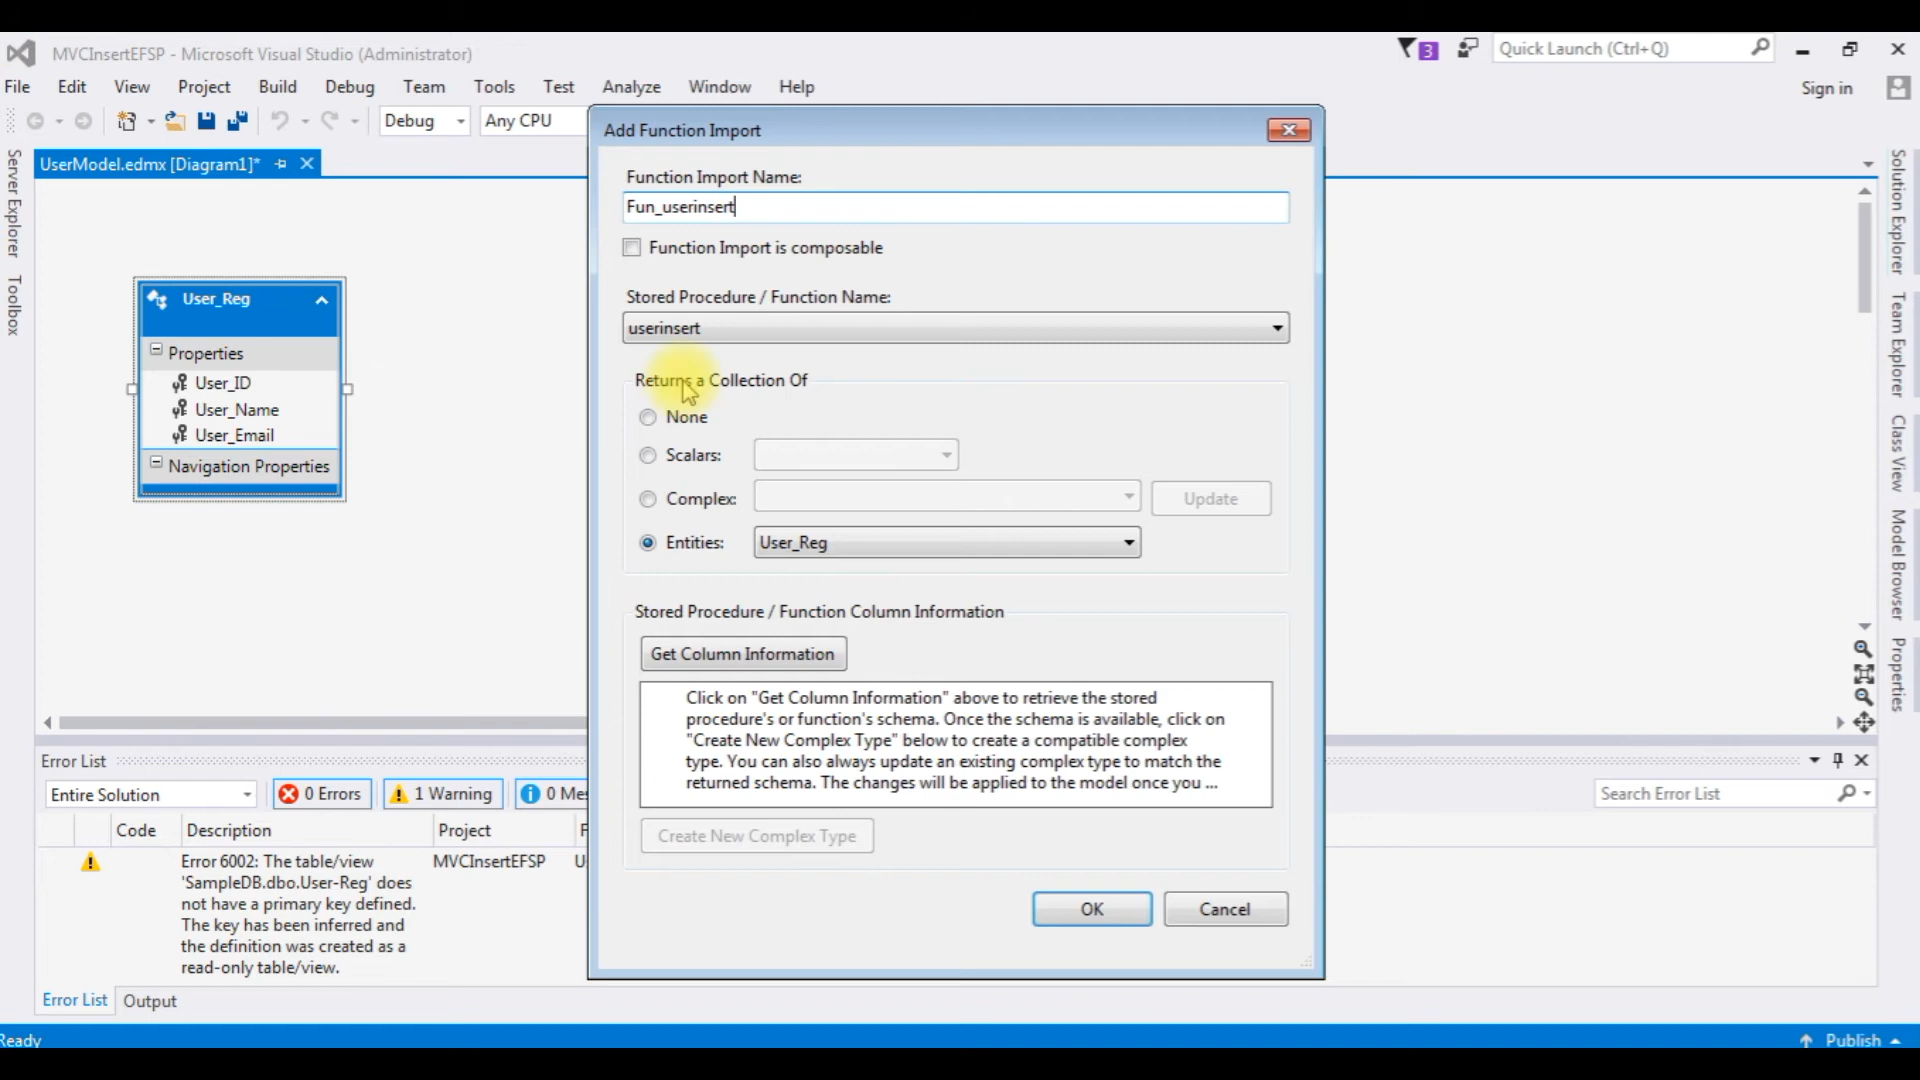 MVCInsertEFSP - Microsoft Visual Studio (Administrator)
3
Quick Launch (Ctrl+Q)
File Edit View Project Build Debug Team Tools Test Analyze Window Help
Sign in
Debug
Any CPU
UserModel.edmx [Diagram1]*
Server Explorer
Toolbox
User_Reg
Properties
User_ID
User_Name
User_Email
Navigation Properties
Add Function Import
Function Import Name:
Fun_userinsert
Function Import is composable
Stored Procedure / Function Name:
userinsert
Returns a Collection Of
None
Scalars:
Complex:
Update
Entities:
User_Reg
Stored Procedure / Function Column Information
Get Column Information
Click on "Get Column Information" above to retrieve the stored
procedure's or function's schema. Once the schema is available, click on
"Create New Complex Type" below to create a compatible complex
type. You can also always update an existing complex type to match the
returned schema. The changes will be applied to the model once you ...
Create New Complex Type
OK
Cancel
Solution Explorer
Team Explorer
Class View
Model Browser
Properties
Error List
Entire Solution
0 Errors
1 Warning
0 Mes
Search Error List
Code
Description
Project
F
Error 6002: The table/view
'SampleDB.dbo.User-Reg' does
not have a primary key defined.
The key has been inferred and
the definition was created as a
read-only table/view.
MVCInsertEFSP
U
Error List
Output
Ready
Publish